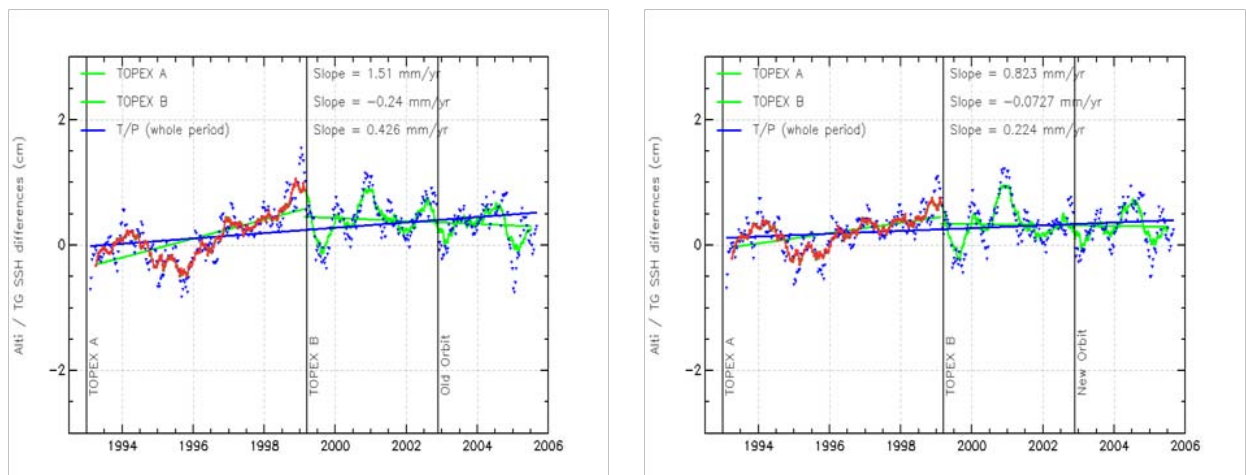 TOPEX A Slope = 1.51 mm/yr
TOPEX B Slope = −0.24 mm/yr
T/P (whole period) Slope = 0.426 mm/yr
Alti / TG SSH differences (cm)
2
0
−2
TOPEX A
TOPEX B
Old Orbit
1994 1996 1998 2000 2002 2004 2006
TOPEX A Slope = 0.823 mm/yr
TOPEX B Slope = −0.0727 mm/yr
T/P (whole period) Slope = 0.224 mm/yr
Alti / TG SSH differences (cm)
2
0
−2
TOPEX A
TOPEX B
New Orbit
1994 1996 1998 2000 2002 2004 2006